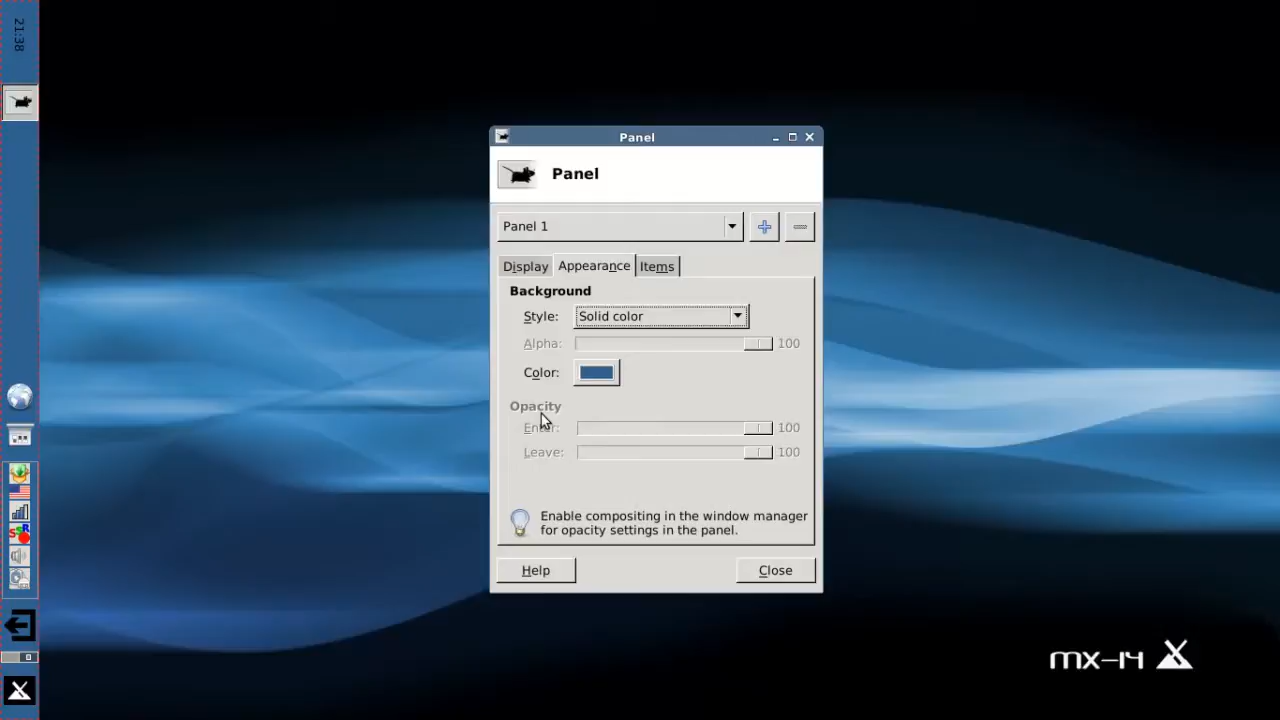 21:38
Panel
Panel
Panel 1
Display
Appearance
Items
Background
Style:
Solid color
Alpha:
100
Color:
Opacity
Enter:
100
Leave:
100
Enable compositing in the window manager
for opacity settings in the panel.
Help
Close
mx-14